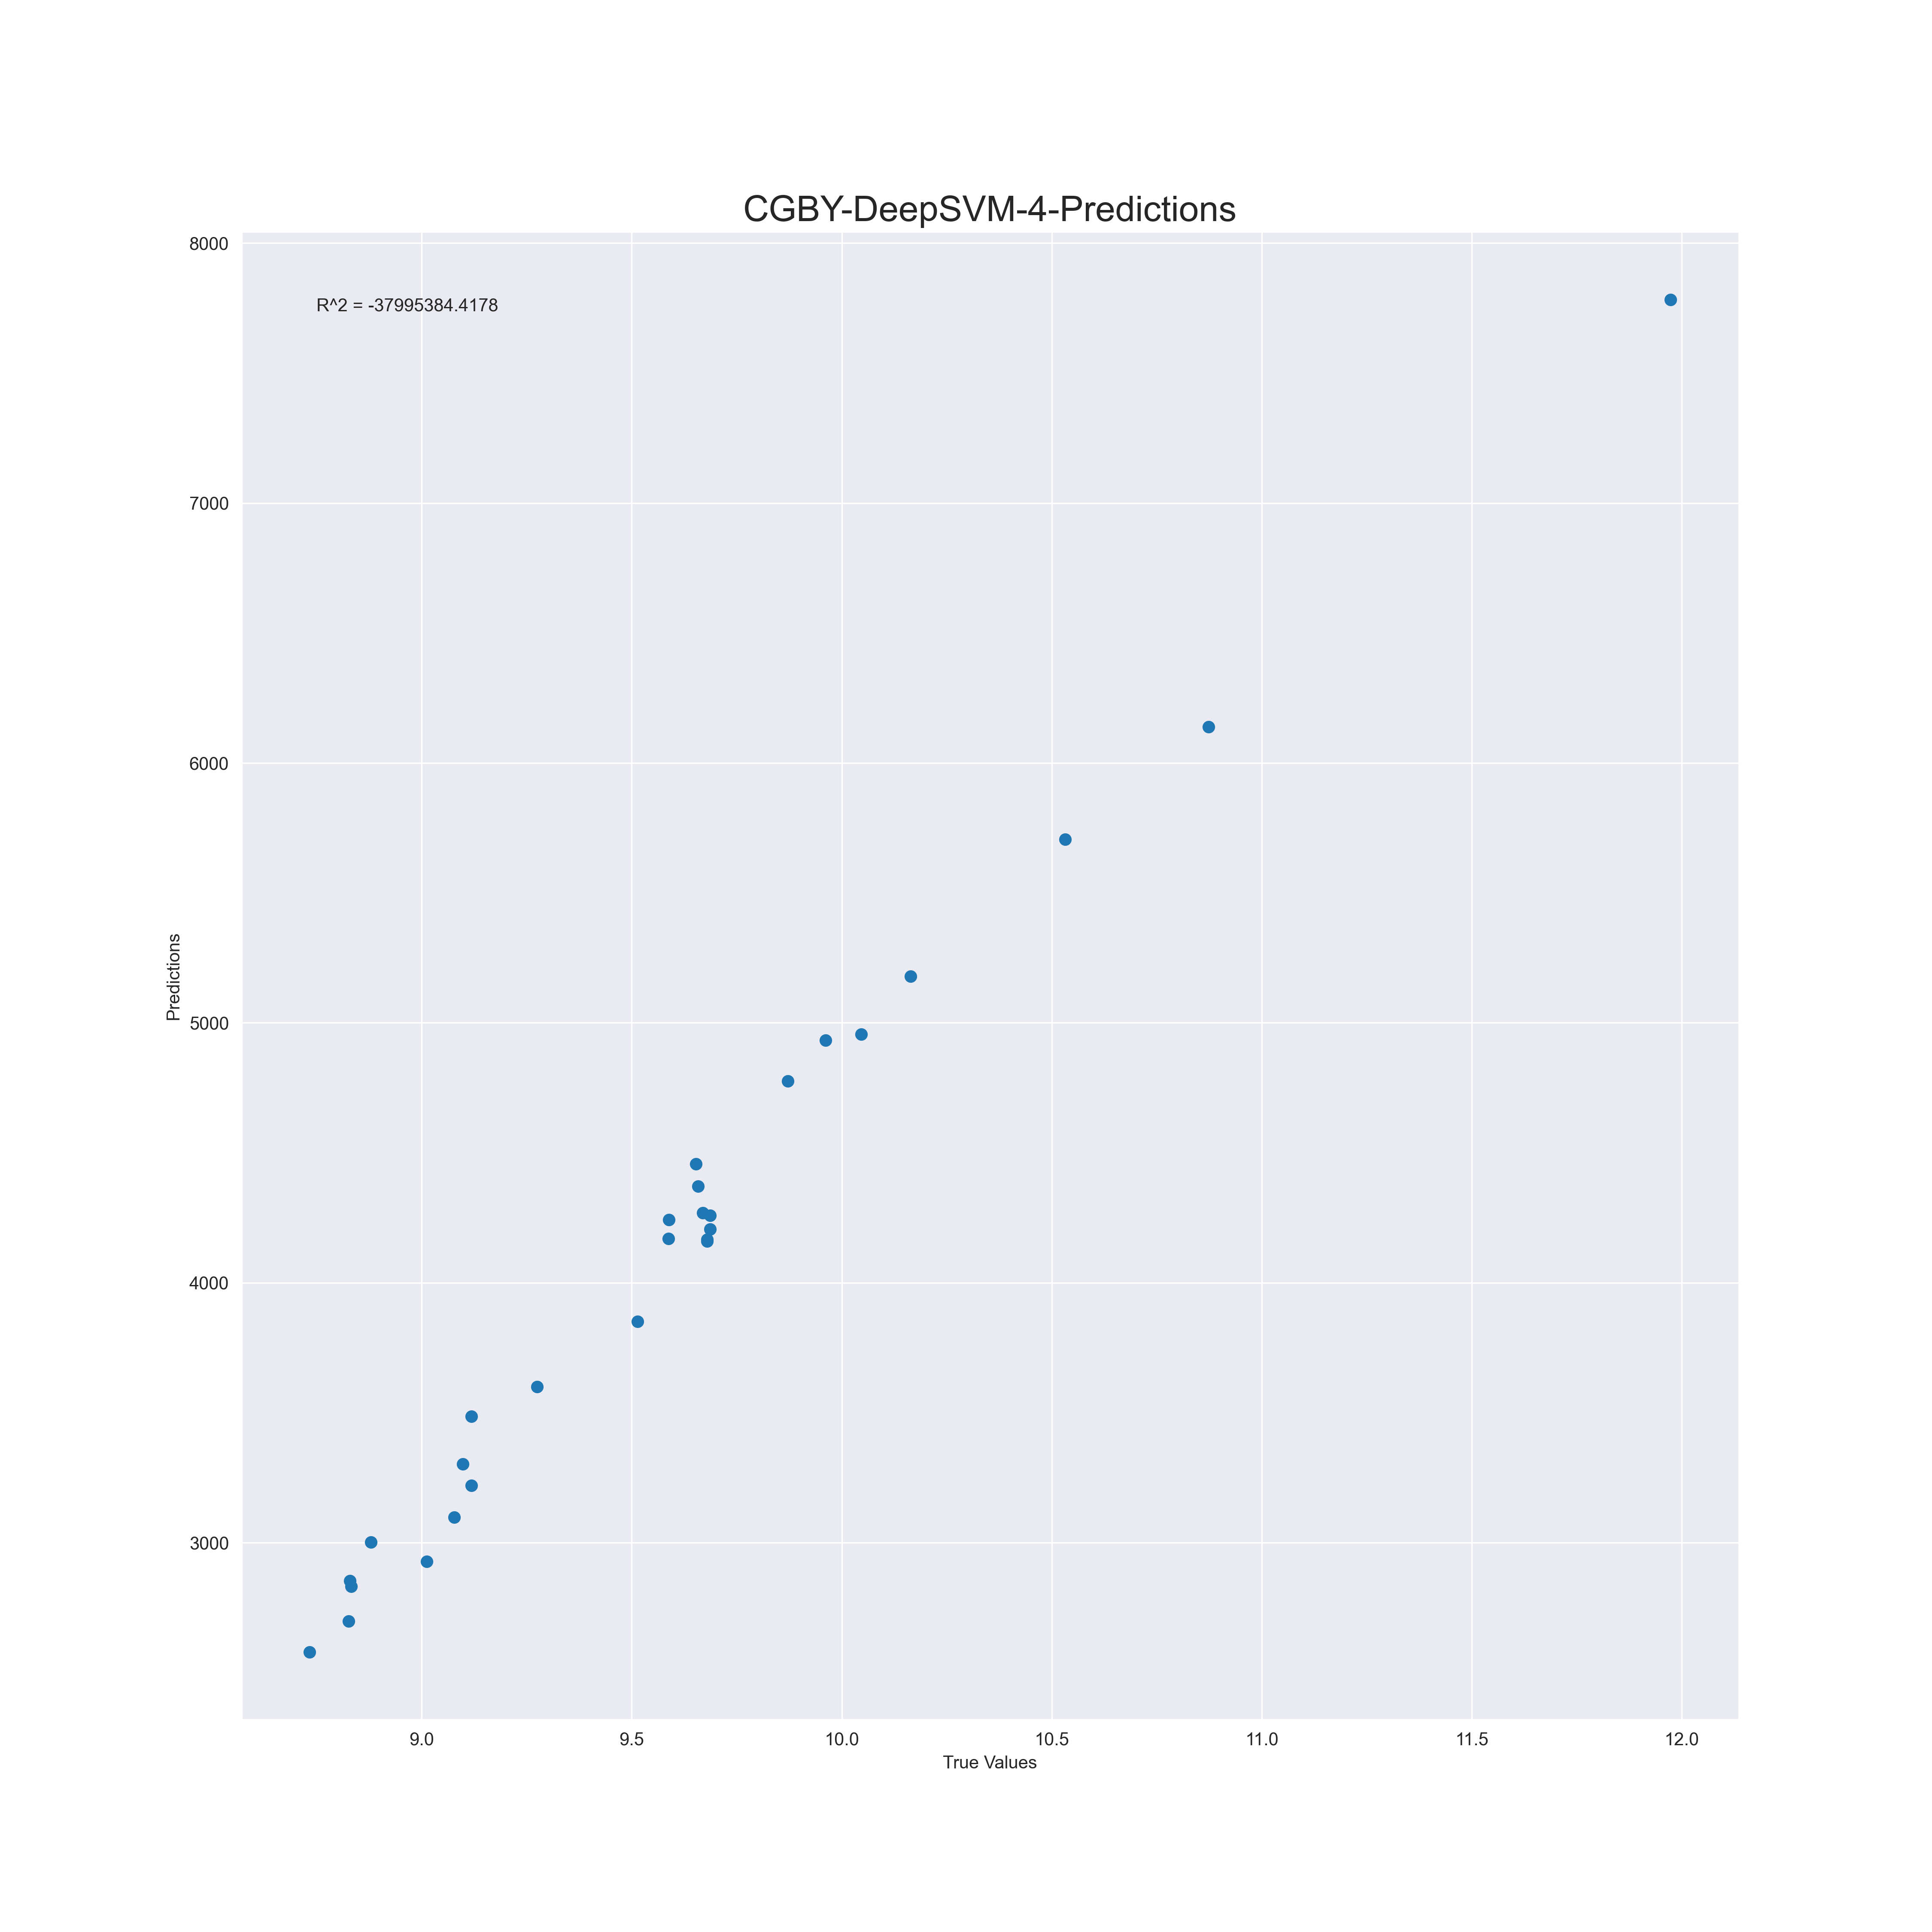 CGBY-DeepSVM-4-Predictions
R^2 = -37995384.4178
8000
7000
6000
5000
4000
3000
Predictions
9.0 9.5 10.0 10.5 11.0 11.5 12.0
True Values